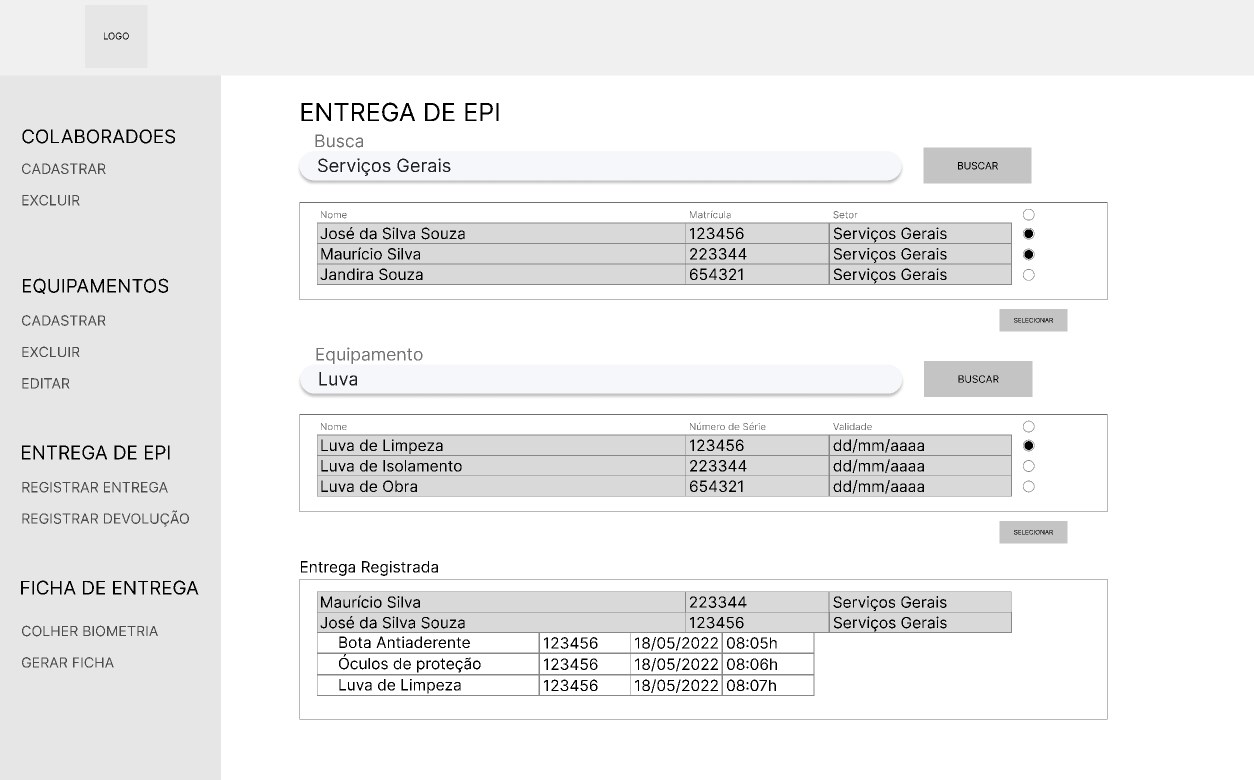 LOGO
COLABORADOES
CADASTRAR
EXCLUIR
EQUIPAMENTOS
CADASTRAR
EXCLUIR
EDITAR
ENTREGA DE EPI
REGISTRAR ENTREGA
REGISTRAR DEVOLUÇÃO
FICHA DE ENTREGA
COLHER BIOMETRIA
GERAR FICHA
ENTREGA DE EPI
Busca
Serviços Gerais BUSCAR
Nome Matrícula Setor
José da Silva Souza 123456 Serviços Gerais
Maurício Silva 223344 Serviços Gerais
Jandira Souza 654321 Serviços Gerais
SELECIONAR
Equipamento
Luva BUSCAR
Nome Número de Série Validade
Luva de Limpeza 123456 dd/mm/aaaa
Luva de Isolamento 223344 dd/mm/aaaa
Luva de Obra 654321 dd/mm/aaaa
SELECIONAR
Entrega Registrada
Maurício Silva 223344 Serviços Gerais
José da Silva Souza 123456 Serviços Gerais
Bota Antiaderente 123456 18/05/2022 08:05h
Óculos de proteção 123456 18/05/2022 08:06h
Luva de Limpeza 123456 18/05/2022 08:07h